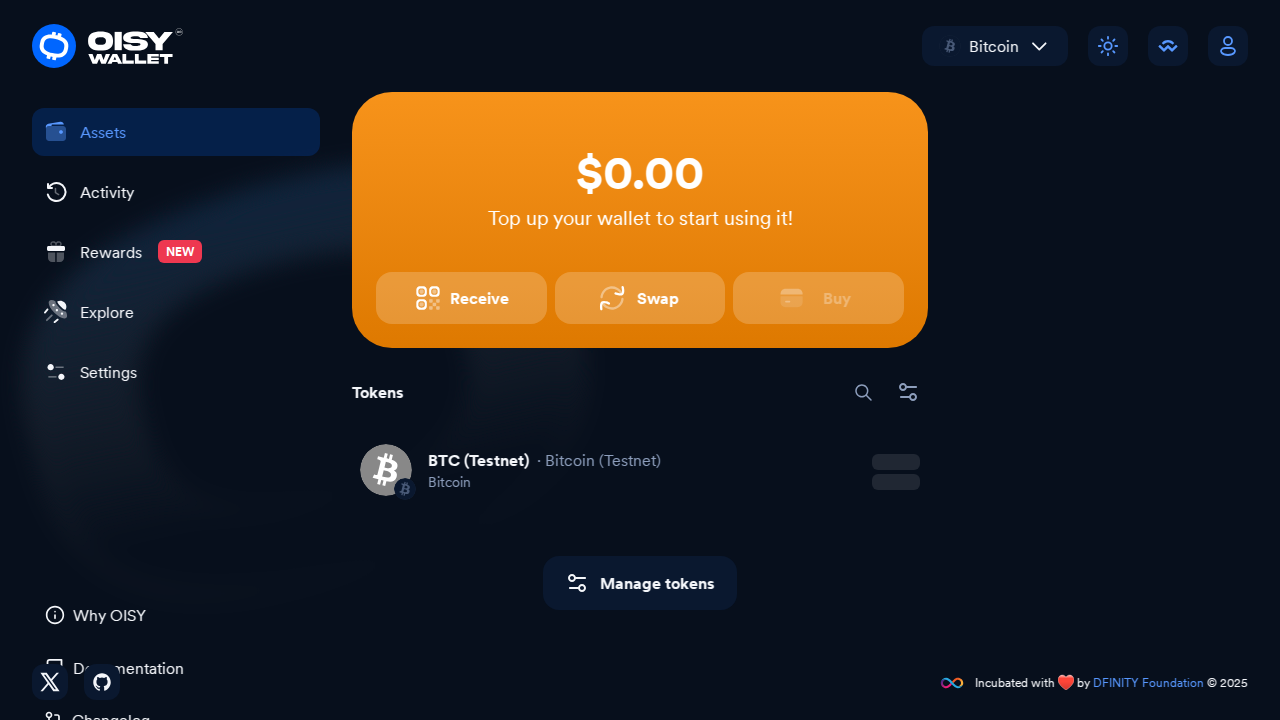 OISY
WALLET
Bitcoin
Assets
Activity
Rewards NEW
Explore
Settings
$0.00
Top up your wallet to start using it!
Receive
Swap
Buy
Tokens
BTC (Testnet) · Bitcoin (Testnet)
Bitcoin
Manage tokens
Why OISY
Documentation
Changelog
Incubated with ❤️ by DFINITY Foundation © 2025